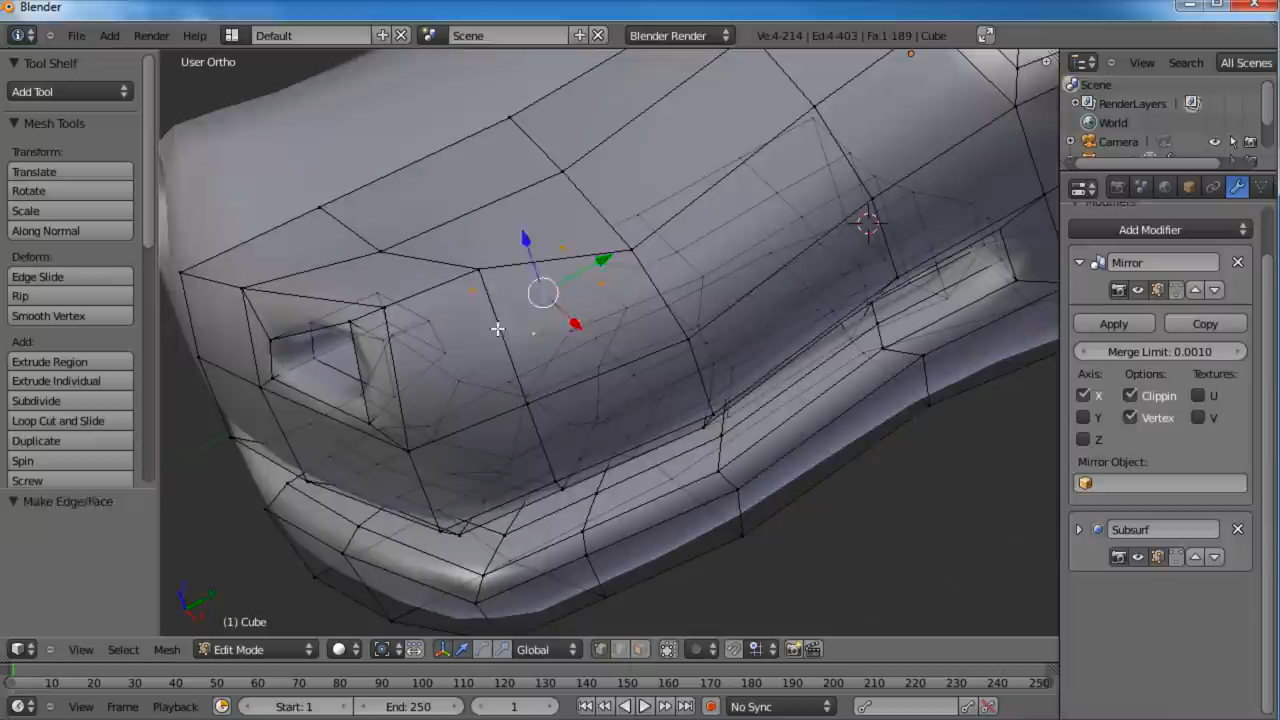 Blender
File Add Render Help Default Scene Blender Render Ve:4-214 | Ed:4-403 | Fa:1-189 | Cube
Tool Shelf
Add Tool
Mesh Tools
Transform:
Translate
Rotate
Scale
Along Normal
Deform:
Edge Slide
Rip
Smooth Vertex
Add:
Extrude Region
Extrude Individual
Subdivide
Loop Cut and Slide
Duplicate
Spin
Screw
Make Edge/Face
User Ortho
(1) Cube
View Search All Scenes
Scene
RenderLayers
World
Camera
Modifiers
Add Modifier
Mirror
Apply Copy
Merge Limit: 0.0010
Axis: Options: Textures:
X Clippin U
Y Vertex V
Z
Mirror Object:
Subsurf
View Select Mesh Edit Mode Global
10 20 30 40 50 60 70 80 90 100 110 120 130 140 150 160 170 180 190 200 210 220 230 240 250
View Frame Playback Start: 1 End: 250 1 No Sync